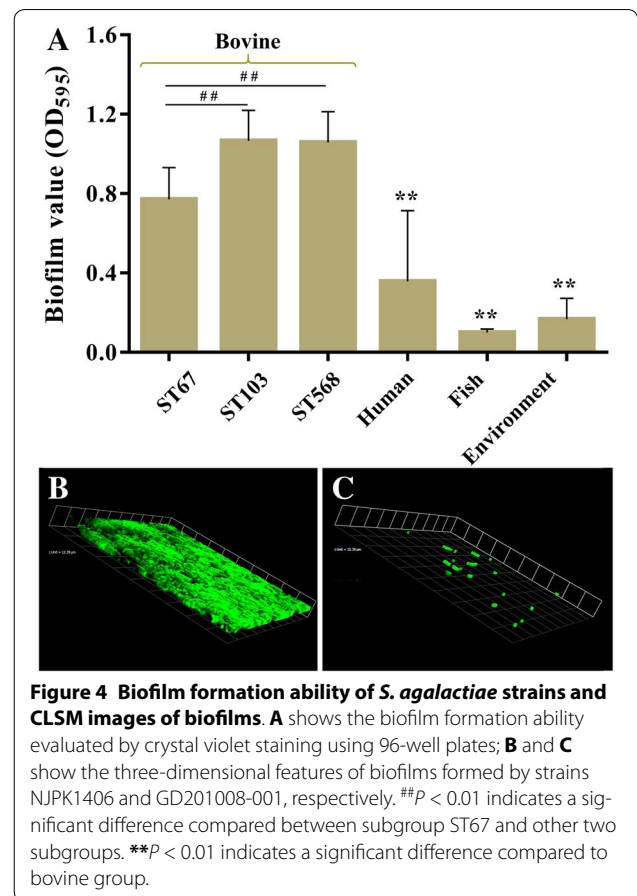 A
Biofilm value (OD595)
1.6
1.2
0.8
0.4
0.0
Bovine
##
##
**
**
**
ST67
ST103
ST568
Human
Fish
Environment
B
C
Figure 4 Biofilm formation ability of S. agalactiae strains and
CLSM images of biofilms. A shows the biofilm formation ability
evaluated by crystal violet staining using 96-well plates; B and C
show the three-dimensional features of biofilms formed by strains
NJPK1406 and GD201008-001, respectively. ##P < 0.01 indicates a sig-
nificant difference compared between subgroup ST67 and other two
subgroups. **P < 0.01 indicates a significant difference compared to
bovine group.